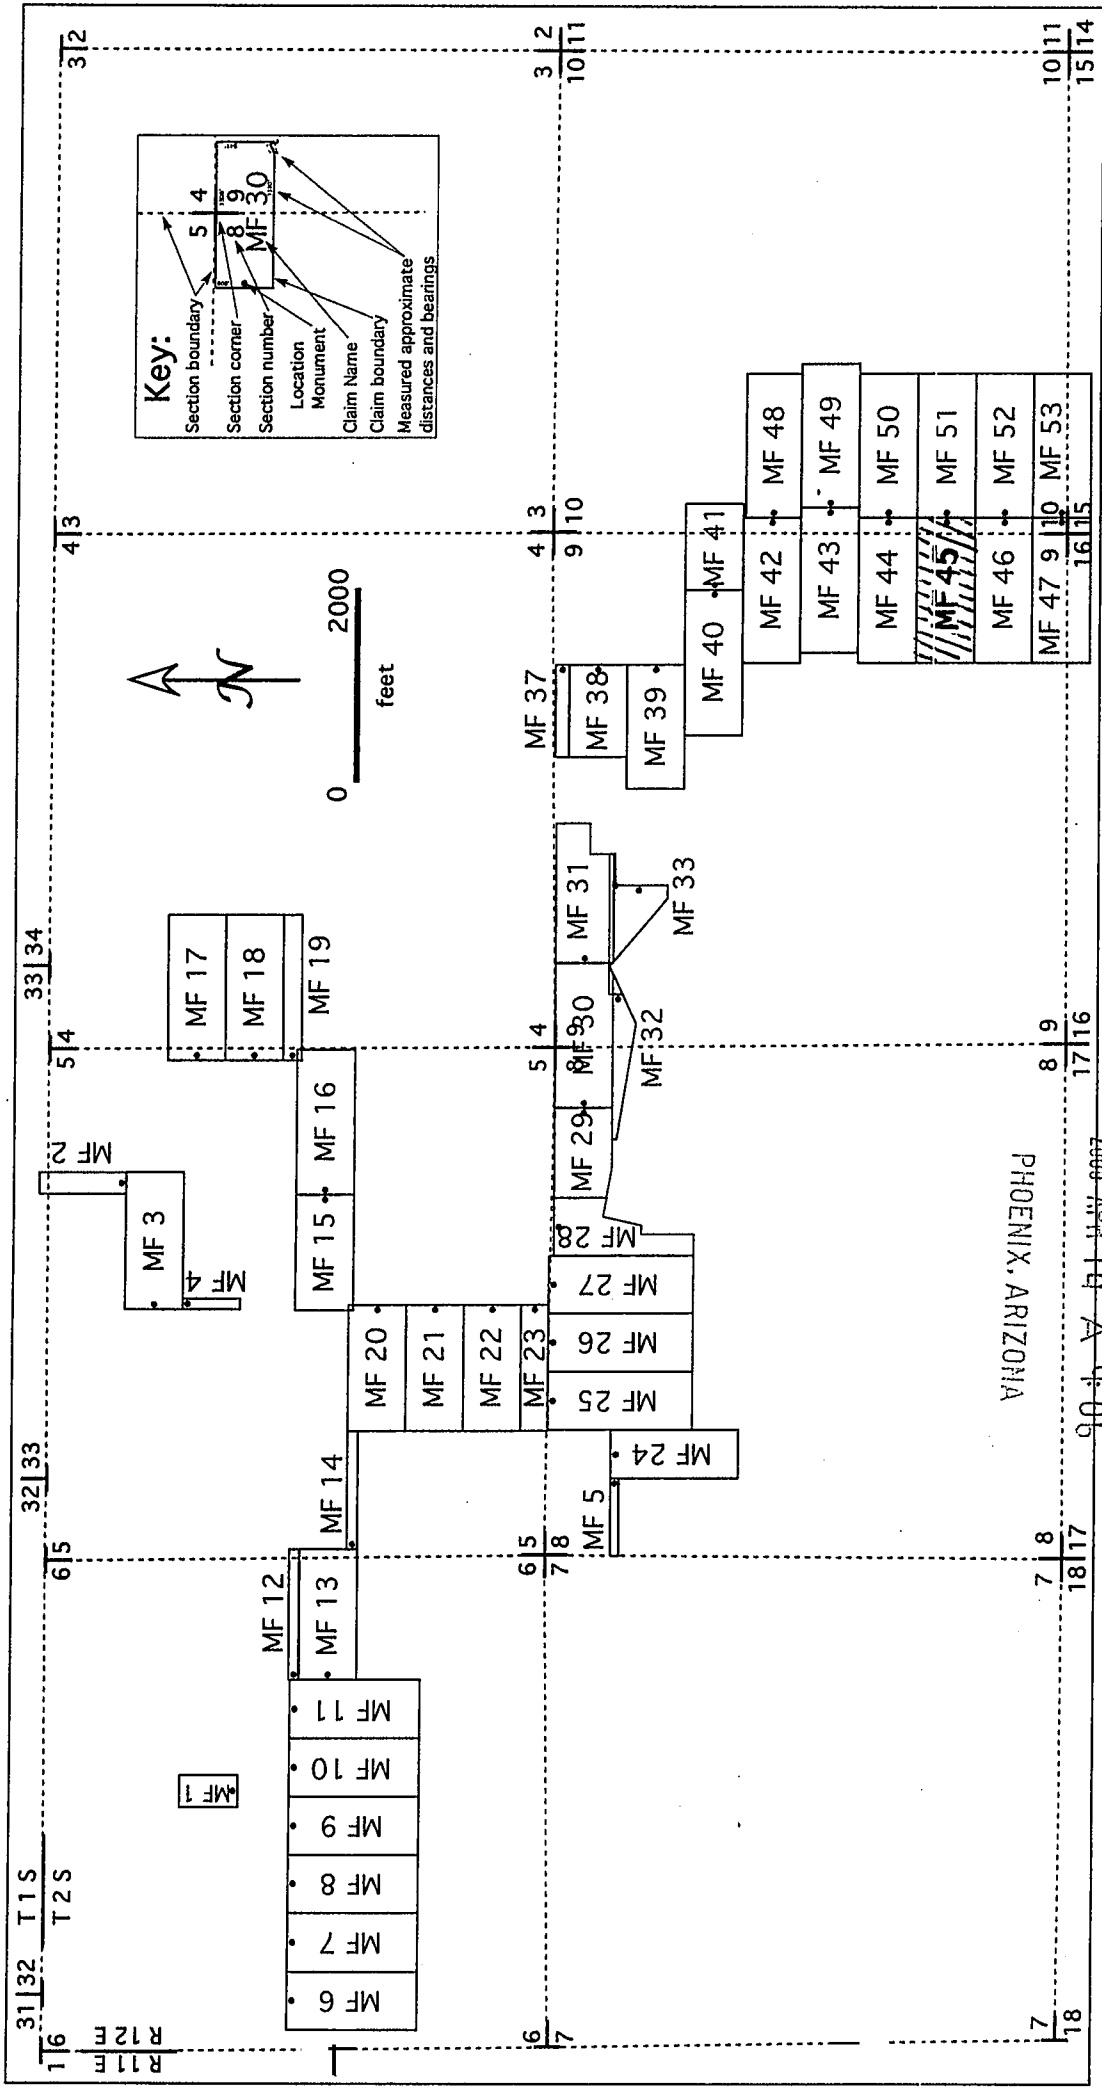 1|6
R11E
R12E
31|32
T1S
T2S
32|33
6|5
33|34
5|4
4|3
3|2
Key:
Section boundary
Section corner
Section number
Location
Monument
Claim Name
Claim boundary
Measured approximate
distances and bearings
5 4
8 9
MF 30
N
0 2000
feet
MF 1
MF 2
MF 3
MF 4
MF 6
MF 7
MF 8
MF 9
MF 10
MF 11
MF 12
MF 13
MF 14
MF 15
MF 16
MF 17
MF 18
MF 19
MF 20
MF 21
MF 22
MF 23
6
7
6 5
7 8
5 4
8 9
4 3
9 10
3 2
10 11
MF 5
MF 24
MF 25
MF 26
MF 27
MF 28
MF 29
MF 30
MF 31
MF 32
MF 33
MF 37
MF 38
MF 39
MF 40
MF 41
MF 42
MF 43
MF 44
MF 45
MF 46
MF 47
MF 48
MF 49
MF 50
MF 51
MF 52
MF 53
7
18
7 8
18 17
8 9
17 16
9 10
16 15
10 11
15 14
PHOENIX, ARIZONA